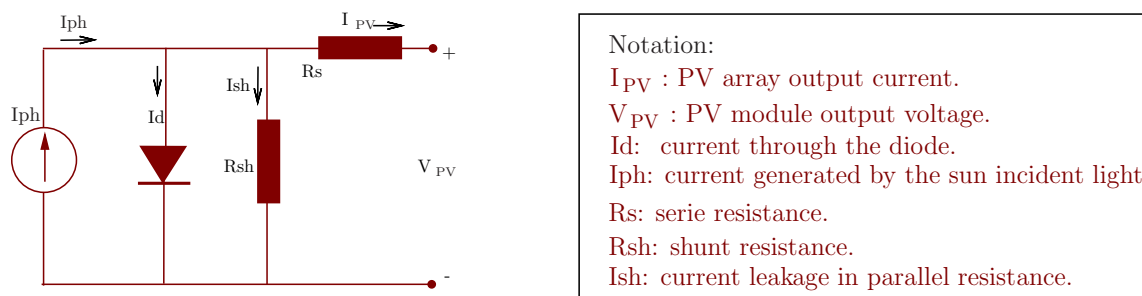 Iph
I PV
+
Rs
Ish
Iph
Id
Rsh
V PV
-
Notation:
I PV : PV array output current.
V PV : PV module output voltage.
Id: current through the diode.
Iph: current generated by the sun incident light
Rs: serie resistance.
Rsh: shunt resistance.
Ish: current leakage in parallel resistance.